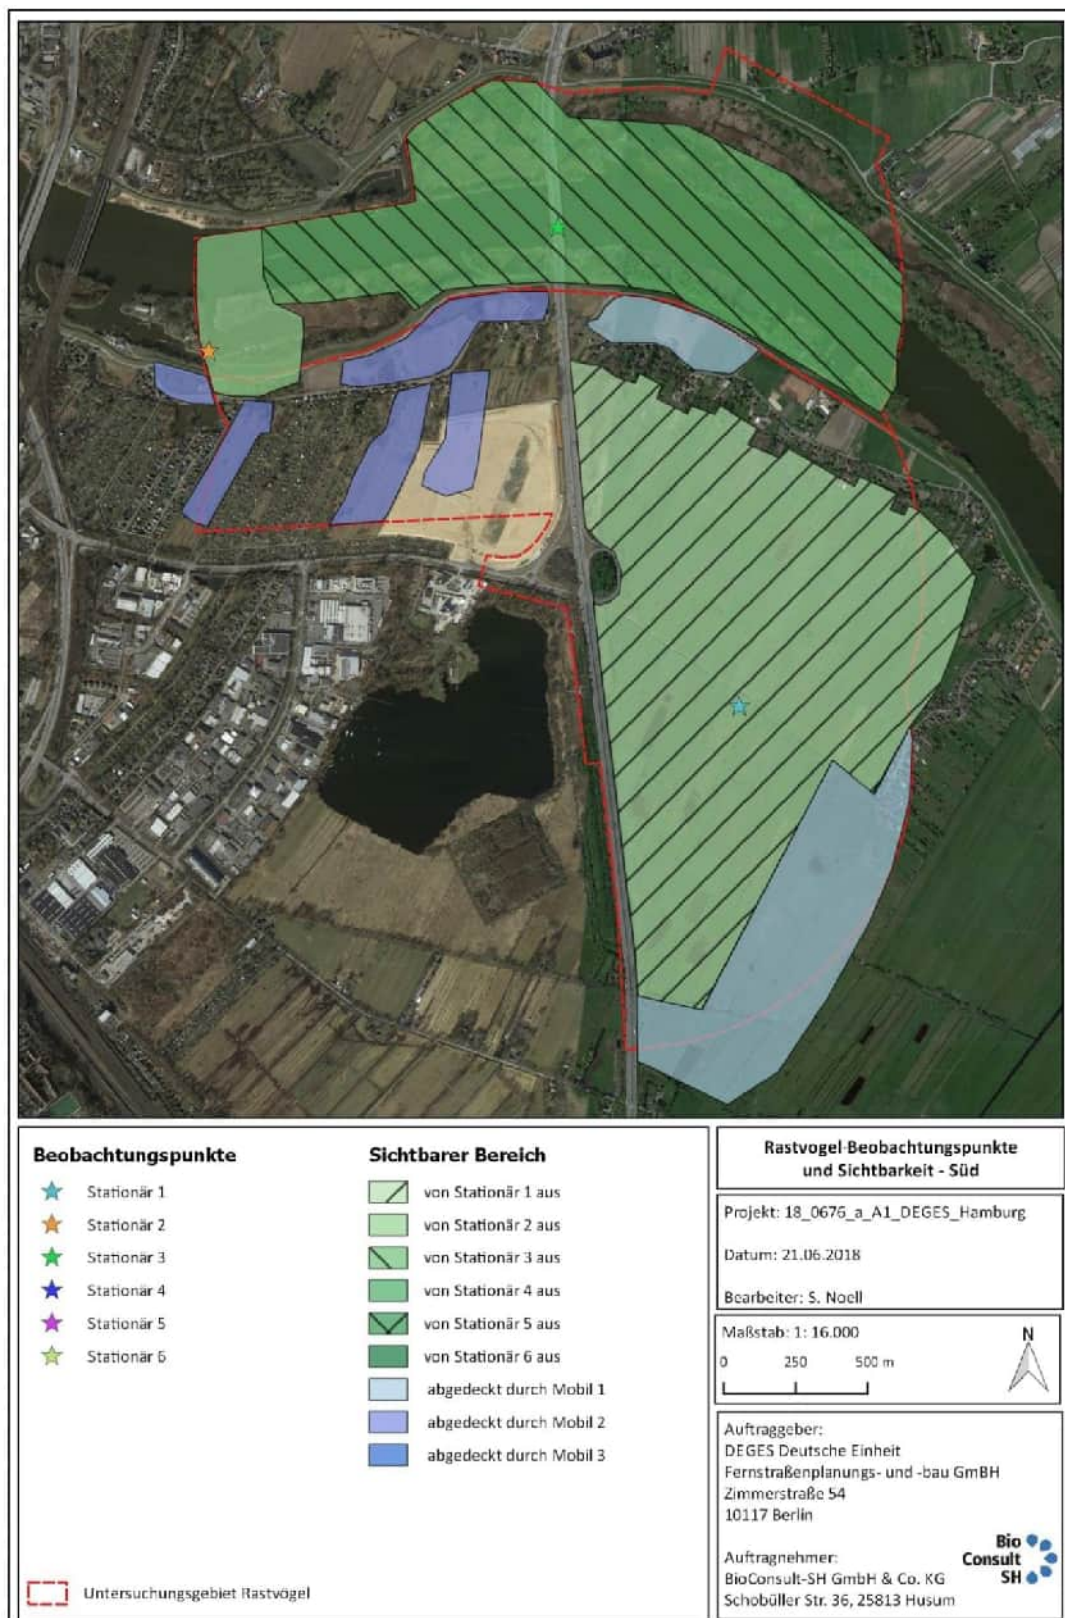 Beobachtungspunkte
Stationär 1
Stationär 2
Stationär 3
Stationär 4
Stationär 5
Stationär 6
Sichtbarer Bereich
von Stationär 1 aus
von Stationär 2 aus
von Stationär 3 aus
von Stationär 4 aus
von Stationär 5 aus
von Stationär 6 aus
abgedeckt durch Mobil 1
abgedeckt durch Mobil 2
abgedeckt durch Mobil 3
Untersuchungsgebiet Rastvögel
Rastvogel-Beobachtungspunkte
und Sichtbarkeit - Süd
Projekt: 18_0676_a_A1_DEGES_Hamburg
Datum: 21.06.2018
Bearbeiter: S. Noell
Maßstab: 1: 16.000
0 250 500 m
N
Auftraggeber:
DEGES Deutsche Einheit
Fernstraßenplanungs- und -bau GmBH
Zimmerstraße 54
10117 Berlin
Auftragnehmer:
BioConsult-SH GmbH & Co. KG
Schobüller Str. 36, 25813 Husum
Bio
Consult
SH